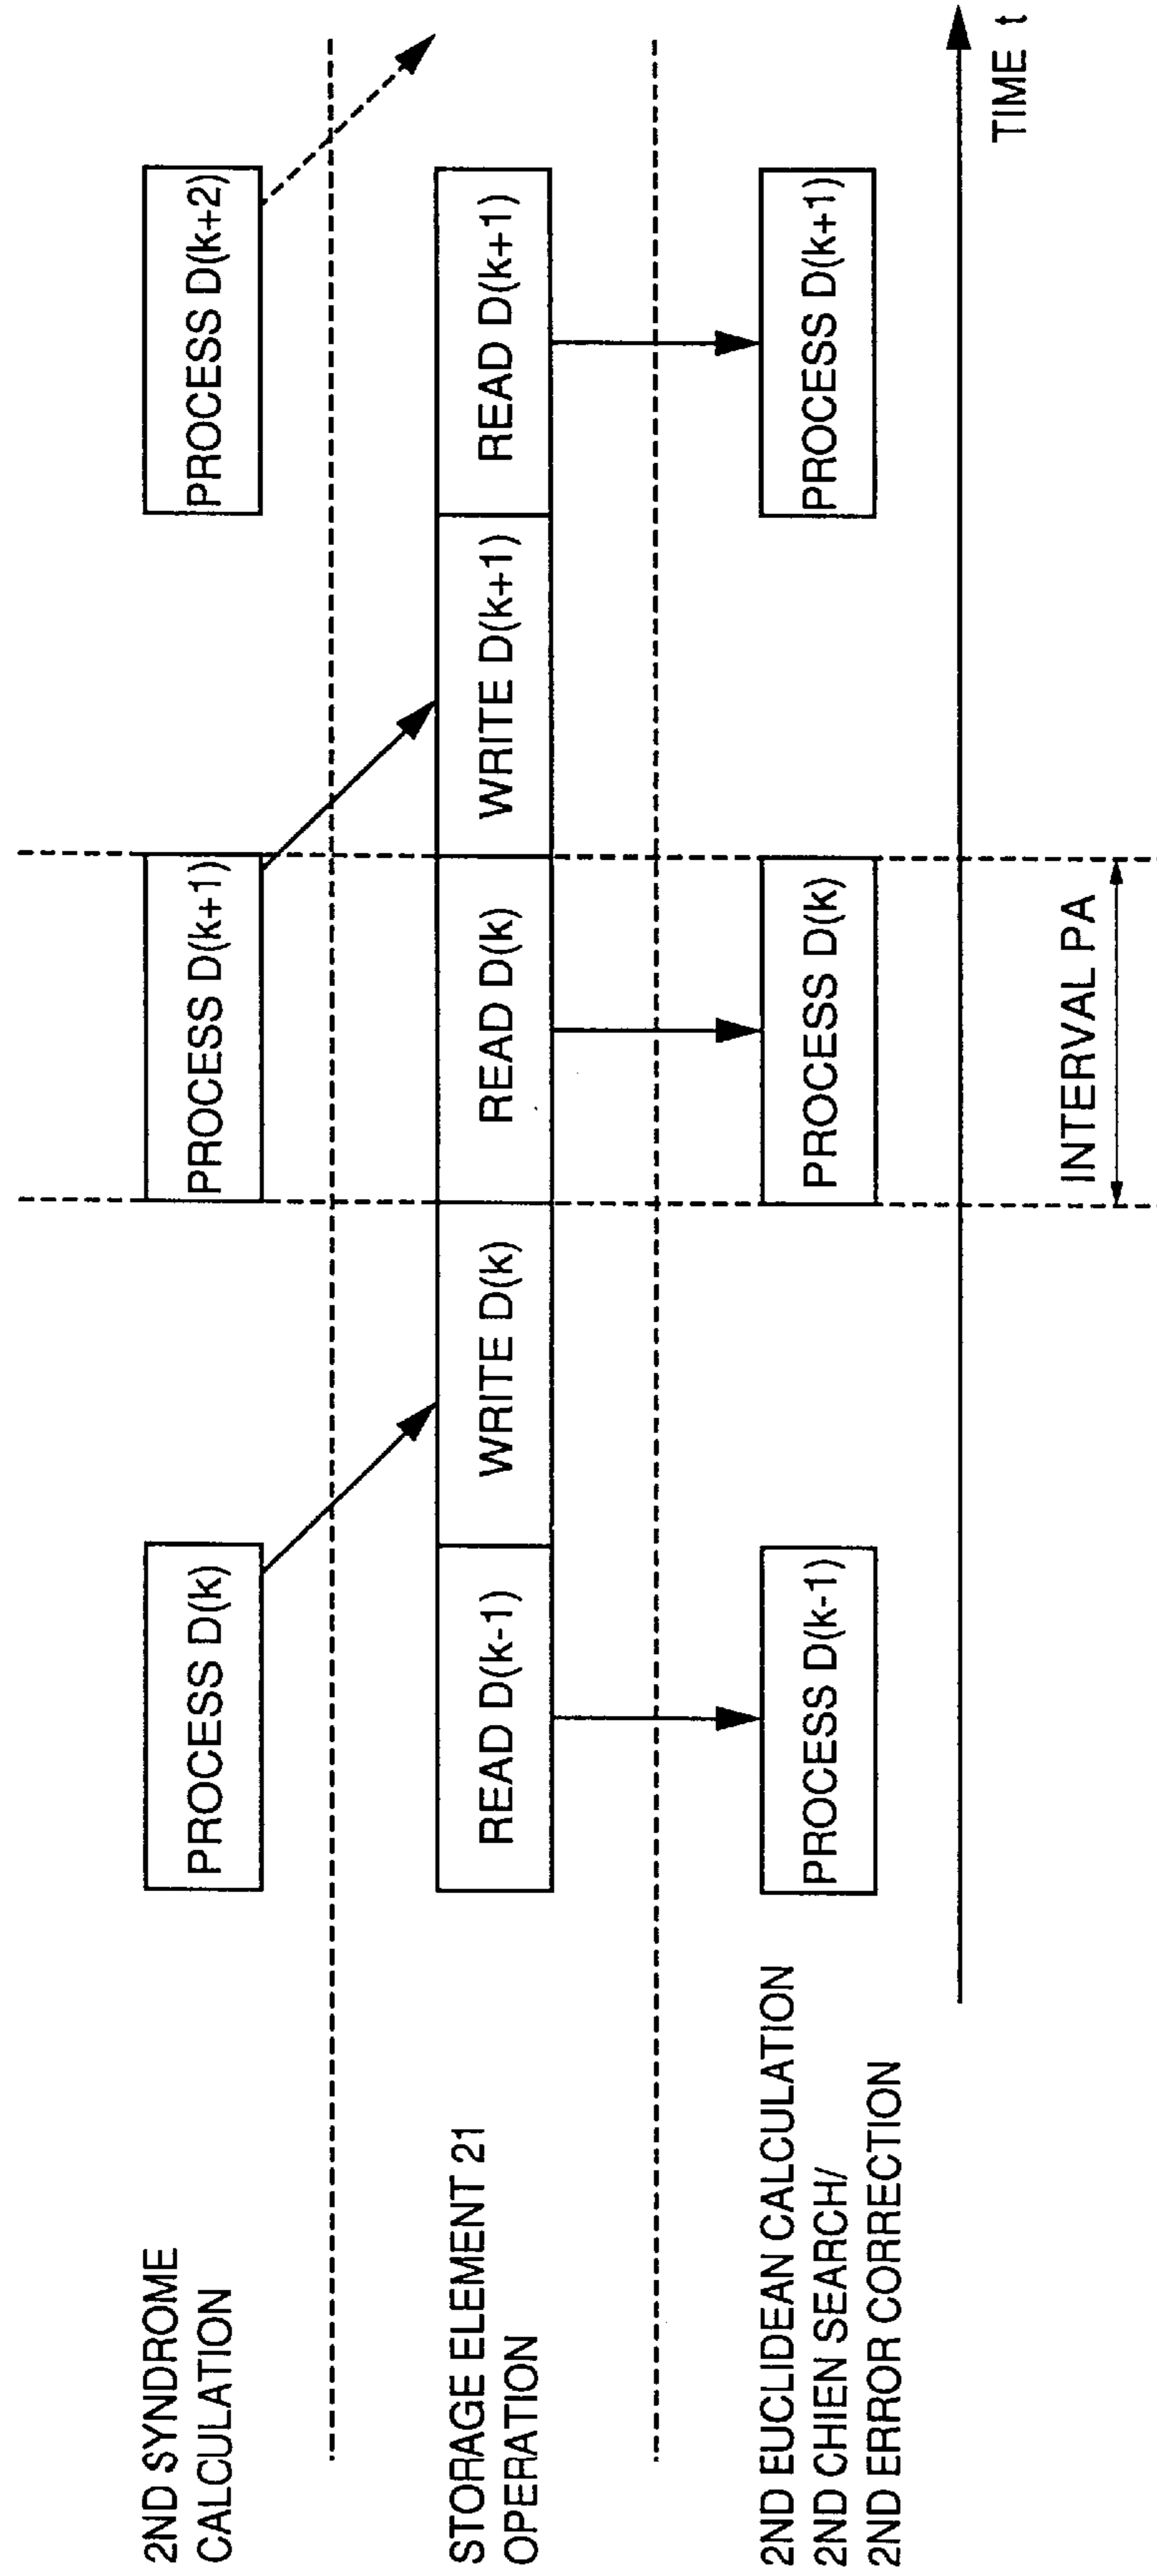 2ND SYNDROME
CALCULATION
PROCESS D(k)
PROCESS D(k+1)
PROCESS D(k+2)
STORAGE ELEMENT 21
OPERATION
READ D(k-1)
WRITE D(k)
READ D(k)
WRITE D(k+1)
READ D(k+1)
2ND EUCLIDEAN CALCULATION
2ND CHIEN SEARCH/
2ND ERROR CORRECTION
PROCESS D(k-1)
PROCESS D(k)
PROCESS D(k+1)
TIME t
INTERVAL PA